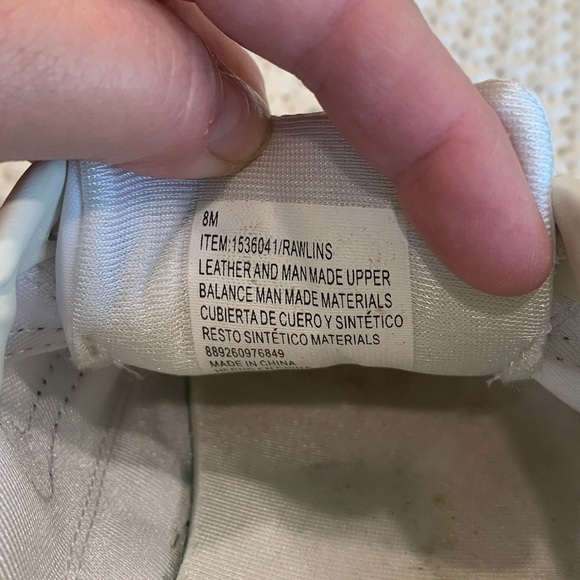 8M
ITEM:1536041/RAWLINS
LEATHER AND MAN MADE UPPER
BALANCE MAN MADE MATERIALS
CUBIERTA DE CUERO Y SINTÉTICO
RESTO SINTÉTICO MATERIALS
889260976849
MADE IN CHINA